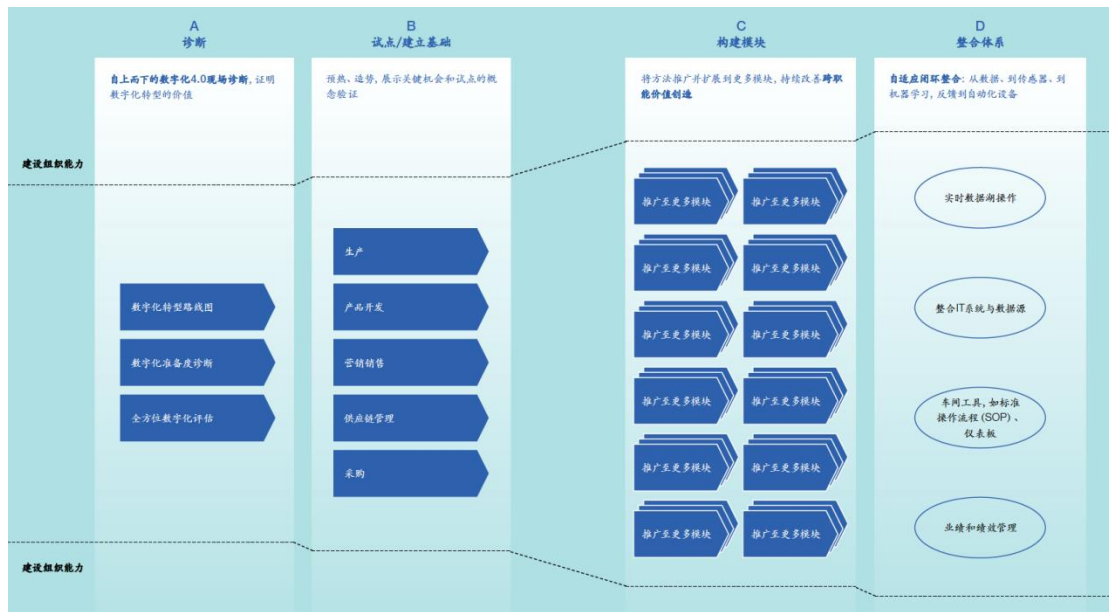 A
诊断
自上而下的数字化4.0现场诊断, 证明
数字化转型的价值
B
试点/建立基础
预热、造势, 展示关键机会和试点的概
念验证
C
构建模块
将方法推广并扩展到更多模块, 持续改善跨职
能价值创造
D
整合体系
自适应闭环整合: 从数据、到传感器、到
机器学习, 反馈到自动化设备
建设组织能力
数字化转型路线图
数字化准备度诊断
全方位数字化评估
生产
产品开发
营销销售
供应链管理
采购
推广至更多模块
推广至更多模块
推广至更多模块
推广至更多模块
推广至更多模块
推广至更多模块
推广至更多模块
推广至更多模块
推广至更多模块
推广至更多模块
推广至更多模块
推广至更多模块
实时数据湖操作
整合IT系统与数据源
车间工具, 如标准
操作流程 (SOP) 、
仪表板
业绩和绩效管理
建设组织能力